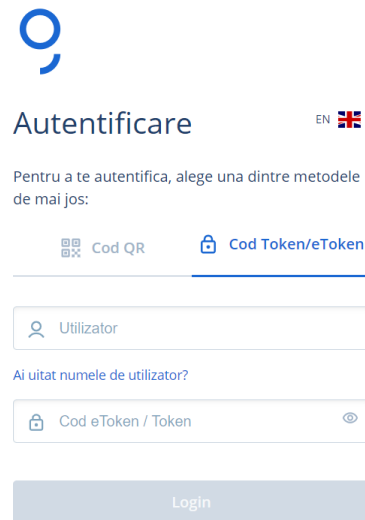 Autentificare
EN
Pentru a te autentifica, alege una dintre metodele
de mai jos:
Cod QR
Cod Token/eToken
Utilizator
Ai uitat numele de utilizator?
Cod eToken / Token
Login